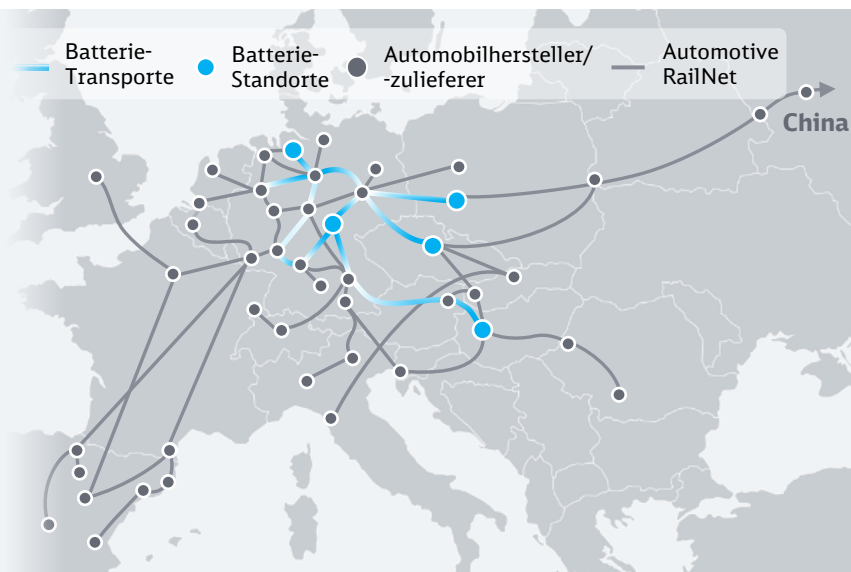 Batterie-
Transporte
Batterie-
Standorte
Automobilhersteller/
-zulieferer
Automotive
RailNet
China